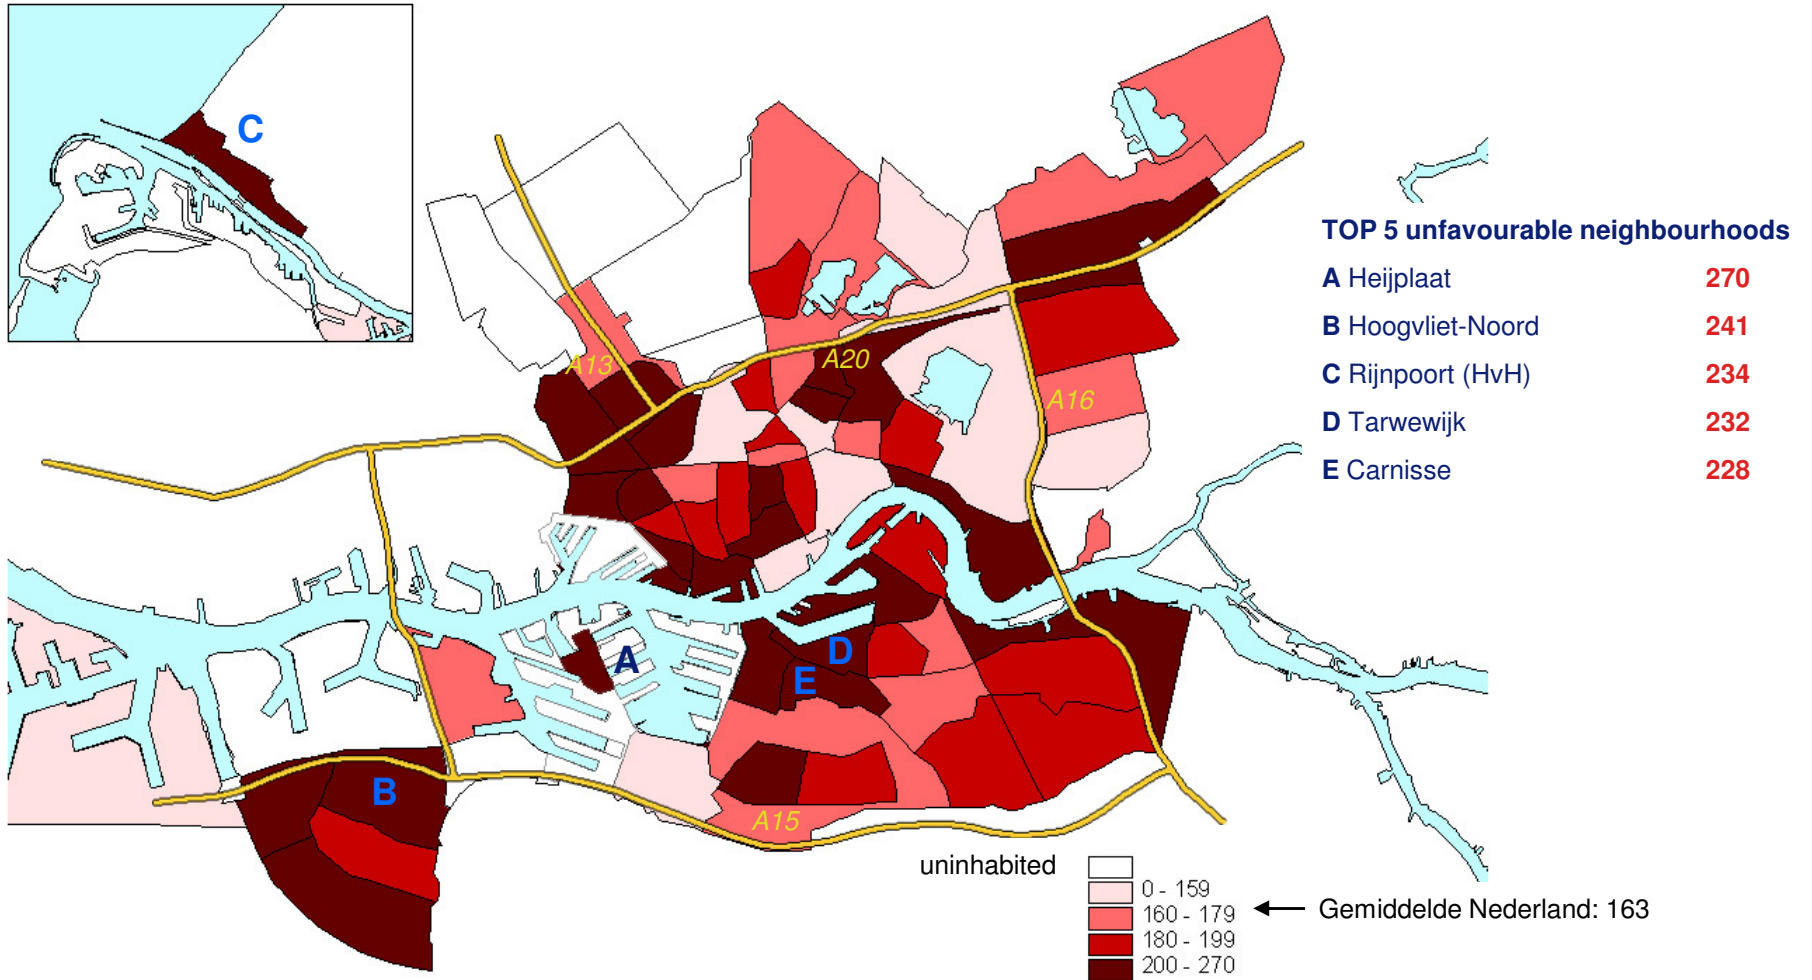 C
TOP 5 unfavourable neighbourhoods
A Heijplaat 270
B Hoogvliet-Noord 241
C Rijnpoort (HvH) 234
D Tarwewijk 232
E Carnisse 228
A13
A20
A16
A
D
E
B
A15
uninhabited
0 - 159
160 - 179
180 - 199
200 - 270
Gemiddelde Nederland: 163